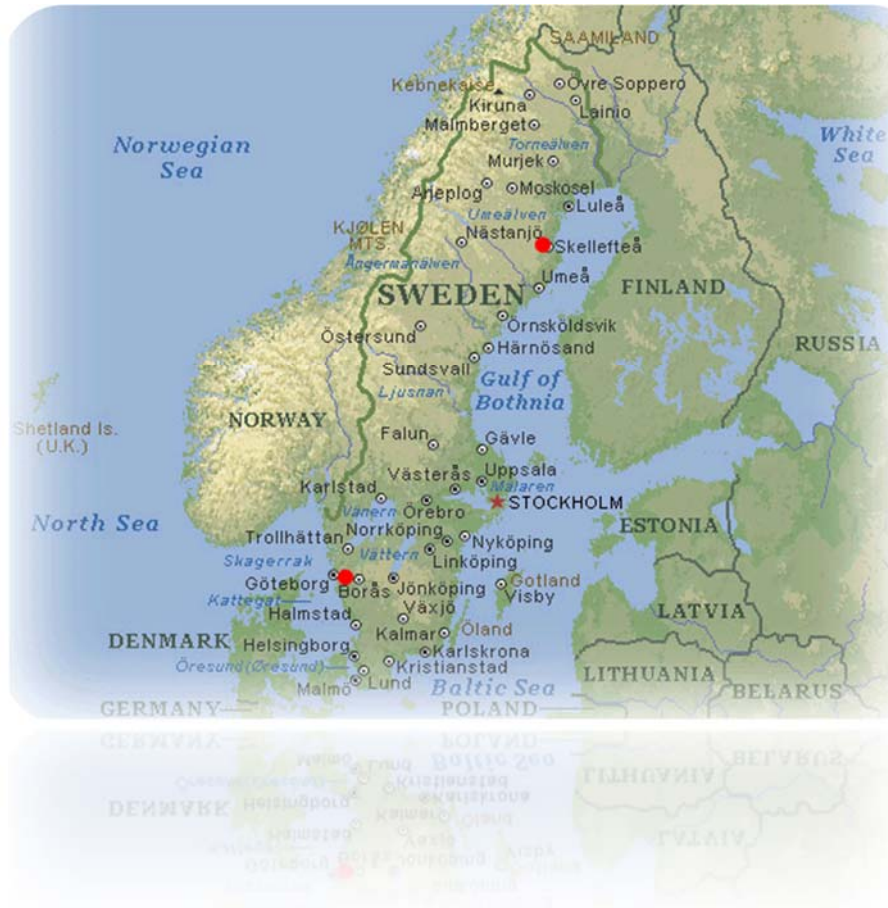 SAAMILAND
Kebnekaise
Övre Soppero
Kiruna
Lainio
Malmberget
Norwegian
Sea
White
Sea
Torneälven
Murjek
Arjeplog
Moskosel
Luleå
Umeälven
KJØLEN
MTS.
Nästanjö
Skellefteå
Ångermanälven
Umeå
SWEDEN
FINLAND
Örnsköldsvik
Östersund
Härnösand
RUSSIA
Sundsvall
Gulf of
Bothnia
Ljusnan
NORWAY
Shetland Is.
(U.K.)
Falun
Gävle
Västerås
Uppsala
Karlstad
Mälaren
Vänern
Örebro
STOCKHOLM
North Sea
ESTONIA
Trollhättan
Norrköping
Nyköping
Skagerrak
Vättern
Linköping
Göteborg
Borås
Jönköping
Gotland
Visby
Kattegat
Halmstad
Växjö
LATVIA
DENMARK
Kalmar
Öland
Helsingborg
Karlskrona
Öresund (Øresund)
Kristianstad
LITHUANIA
Malmö
Lund
Baltic Sea
BELARUS
GERMANY
POLAND